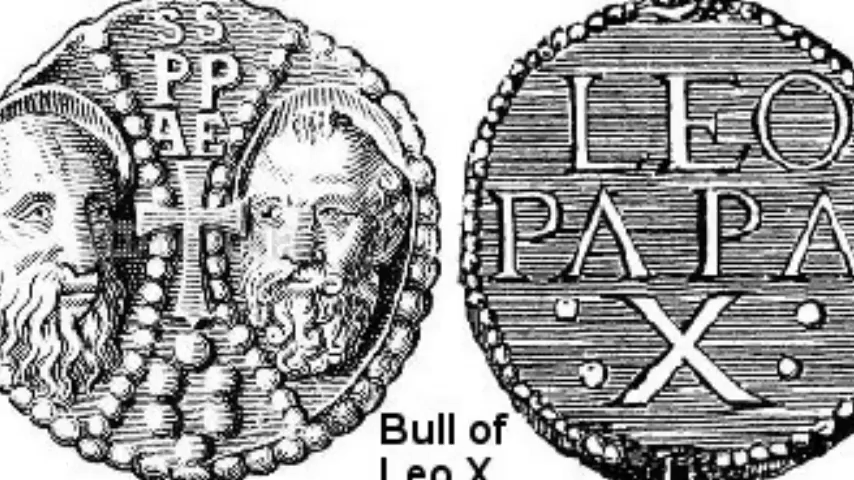 SS
PP
AE
LEO
PAPA
X
Bull of
Leo X